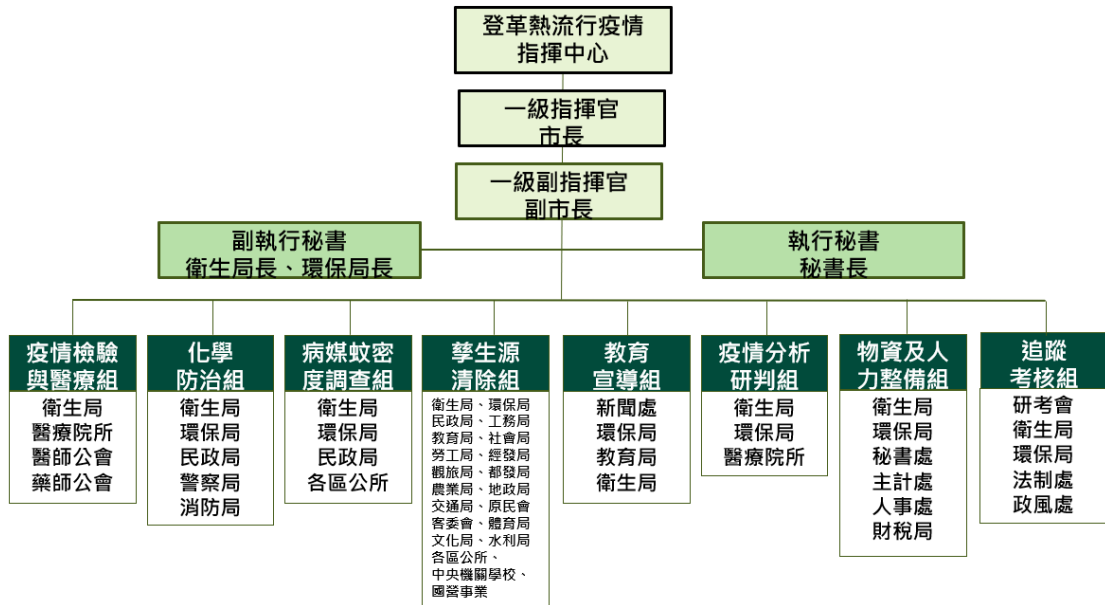 登革熱流行疫情
指揮中心
一級指揮官
市長
一級副指揮官
副市長
副執行秘書
衛生局長、環保局長
執行秘書
秘書長
疫情檢驗
與醫療組
衛生局
醫療院所
醫師公會
藥師公會
化學
防治組
衛生局
環保局
民政局
警察局
消防局
病媒蚊密
度調查組
衛生局
環保局
民政局
各區公所
孳生源
清除組
衛生局、環保局
民政局、工務局
教育局、社會局
勞工局、經發局
觀旅局、都發局
農業局、地政局
交通局、原民會
客委會、體育局
文化局、水利局
各區公所、
中央機關學校、
國營事業
教育
宣導組
新聞處
環保局
教育局
衛生局
疫情分析
研判組
衛生局
環保局
醫療院所
物資及人
力整備組
衛生局
環保局
秘書處
主計處
人事處
財稅局
追蹤
考核組
研考會
衛生局
環保局
法制處
政風處